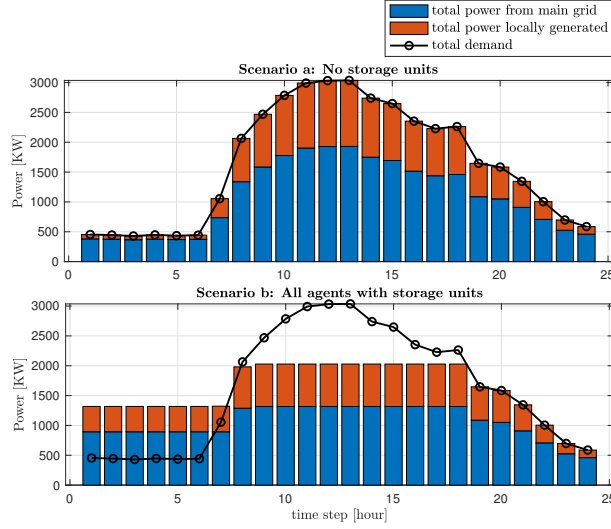 total power from main grid
total power locally generated
total demand
Scenario a: No storage units
Power [KW]
3000
2500
2000
1500
1000
500
0
0 5 10 15 20 25
Scenario b: All agents with storage units
Power [KW]
3000
2500
2000
1500
1000
500
0
0 5 10 15 20 25
time step [hour]